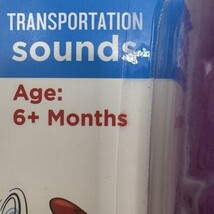 TRANSPORTATION
sounds
Age:
6+ Months